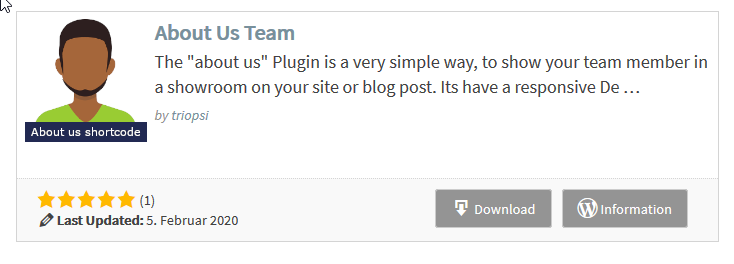 About Us Team
The "about us" Plugin is a very simple way, to show your team member in
a showroom on your site or blog post. Its have a responsive De …
by triopsi
About us shortcode
(1)
Last Updated: 5. Februar 2020
Download
Information